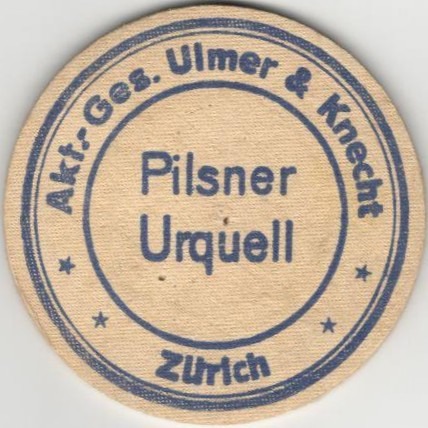 Akt.-Ges. Ulmer & Knecht
Pilsner
Urquell
Zürich